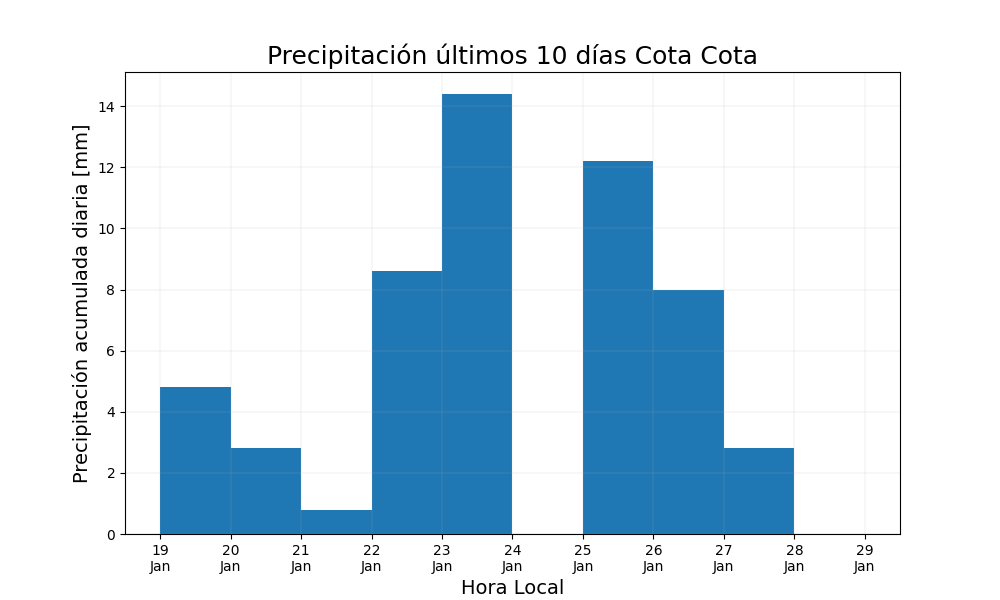 Precipitación últimos 10 días Cota Cota
Precipitación acumulada diaria [mm]
14
12
10
8
6
4
2
0
19 20 21 22 23 24 25 26 27 28 29
Jan Jan Jan Jan Jan Jan Jan Jan Jan Jan Jan
Hora Local